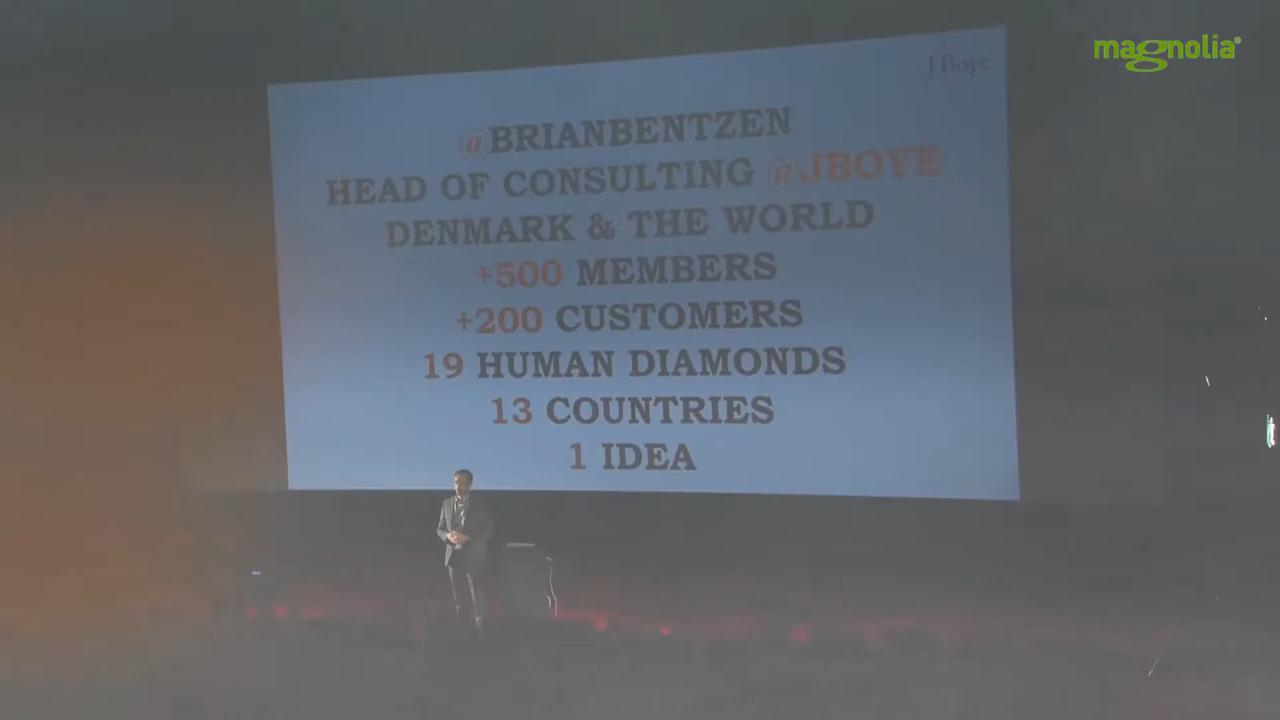 magnolia®
J·Boye
@BRIANBENTZEN
HEAD OF CONSULTING @JBOYE
DENMARK & THE WORLD
+500 MEMBERS
+200 CUSTOMERS
19 HUMAN DIAMONDS
13 COUNTRIES
1 IDEA